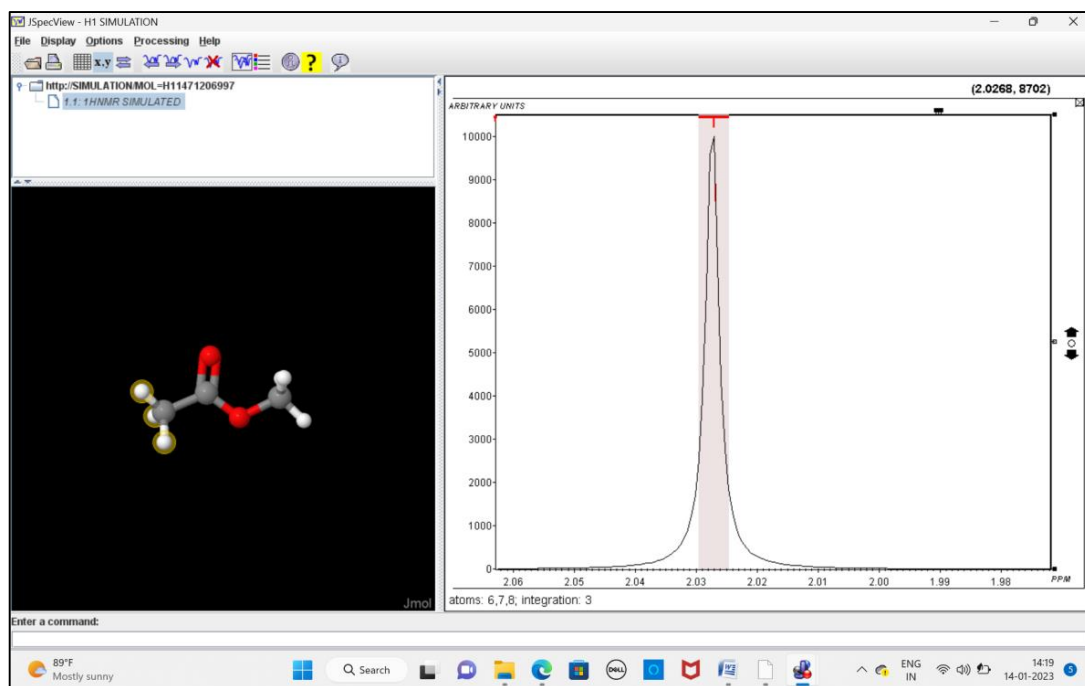 JSpecView - H1 SIMULATION
File Display Options Processing Help
x,y
?
http://SIMULATION/MOL=H11471206997
1.1: 1HNMR SIMULATED
(2.0268, 8702)
ARBITRARY UNITS
10000
9000
8000
7000
6000
5000
4000
3000
2000
1000
0
2.06 2.05 2.04 2.03 2.02 2.01 2.00 1.99 1.98 PPM
Jmol
atoms: 6,7,8; integration: 3
Enter a command:
89°F
Mostly sunny
Search
DELL
ENG
IN
14:19
14-01-2023
5